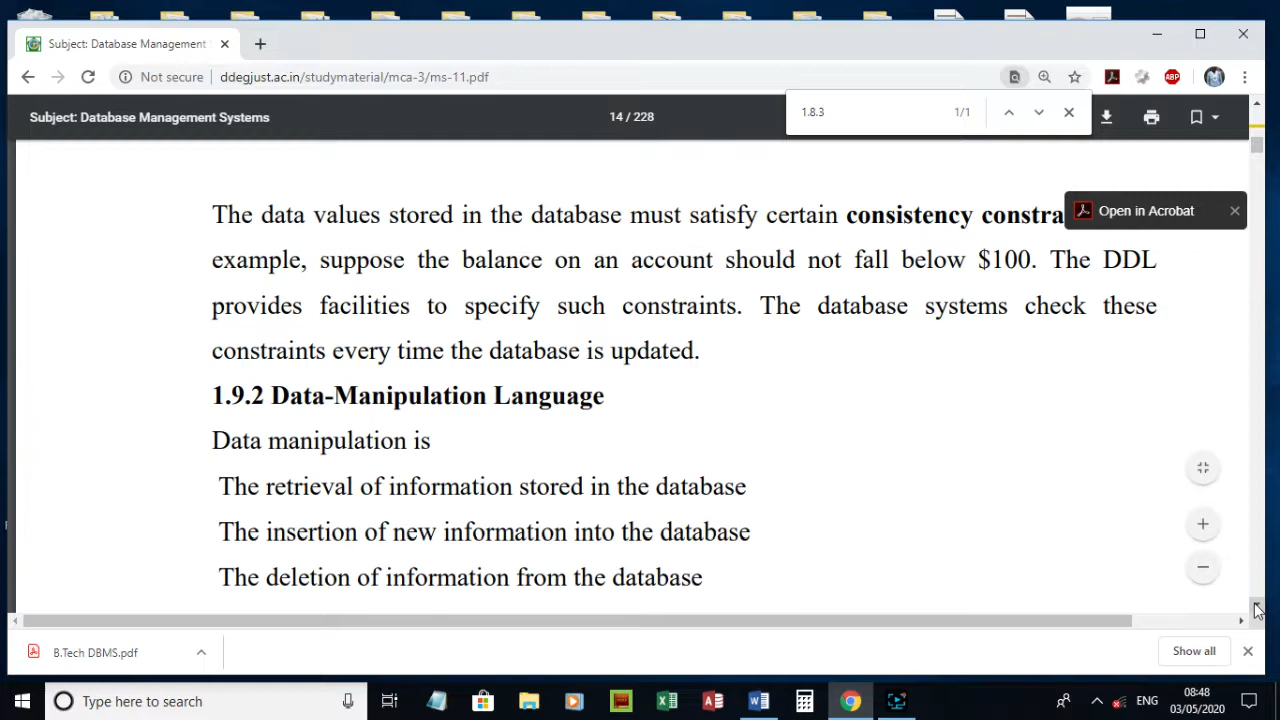 Subject: Database Management
Not secure
ddegjust.ac.in/studymaterial/mca-3/ms-11.pdf
ABP
Subject: Database Management Systems
14 / 228
1.8.3
1/1
The data values stored in the database must satisfy certain consistency constra
Open in Acrobat
example, suppose the balance on an account should not fall below $100. The DDL
provides facilities to specify such constraints. The database systems check these
constraints every time the database is updated.
1.9.2 Data-Manipulation Language
Data manipulation is
The retrieval of information stored in the database
The insertion of new information into the database
The deletion of information from the database
B.Tech DBMS.pdf
Show all
Type here to search
ENG
08:48
03/05/2020